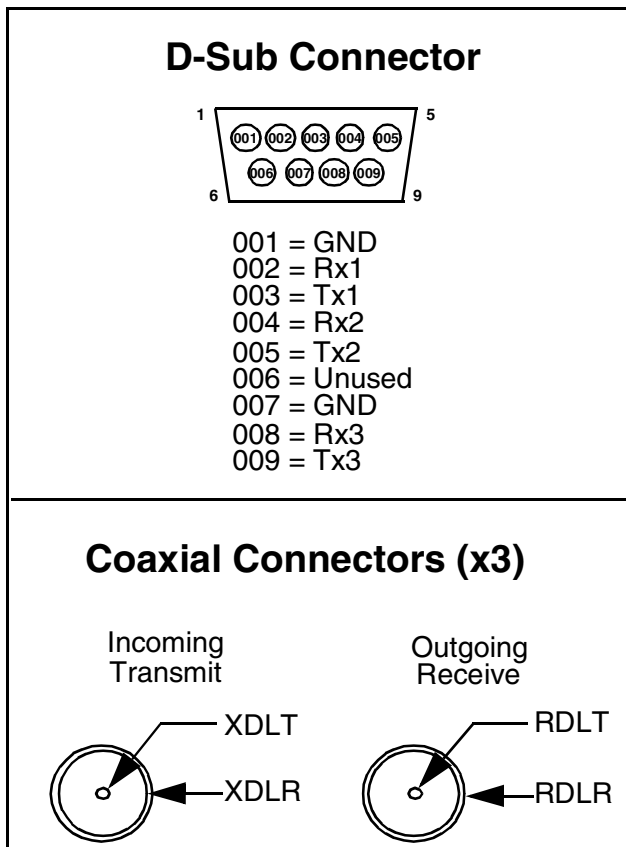 D-Sub Connector
1 5
001 002 003 004 005
006 007 008 009
6 9
001 = GND
002 = Rx1
003 = Tx1
004 = Rx2
005 = Tx2
006 = Unused
007 = GND
008 = Rx3
009 = Tx3
Coaxial Connectors (x3)
Incoming
Transmit
XDLT
XDLR
Outgoing
Receive
RDLT
RDLR